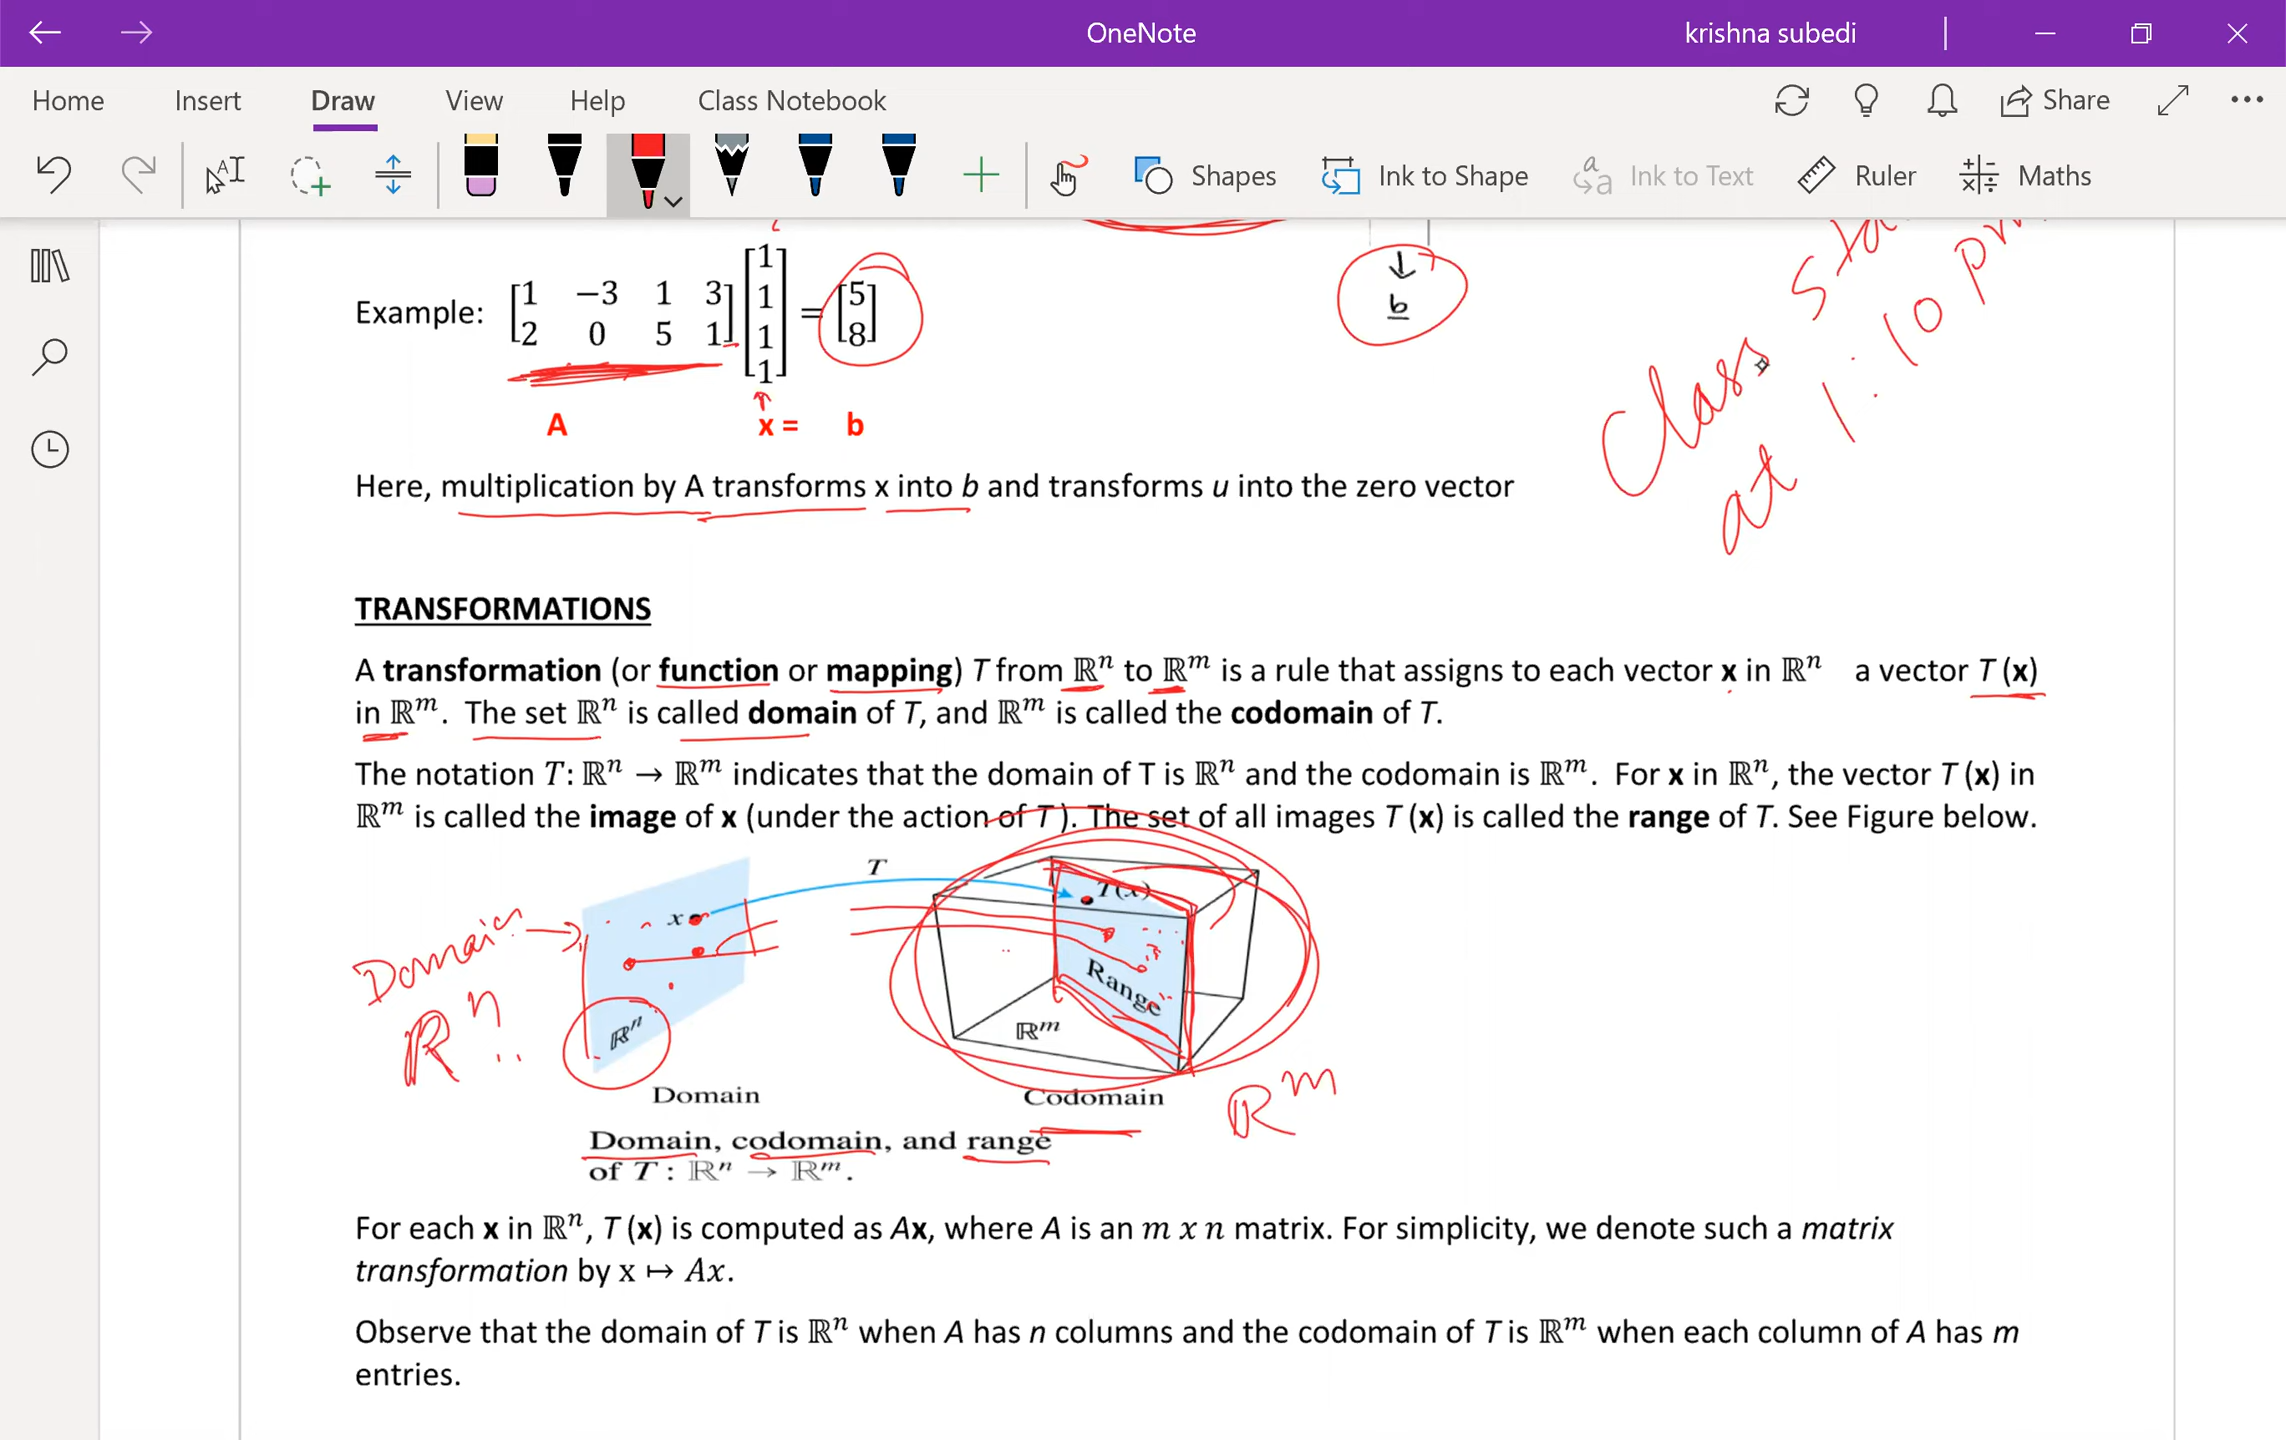 OneNote
krishna subedi
Home Insert Draw View Help Class Notebook
Share
Shapes Ink to Shape Ink to Text Ruler Maths
Example: [1 −3 1 3] [1] = [5]
[2 0 5 1] [1] [8]
[1]
[1]
A x = b
↓
b
Class
at 1:10 pm
Here, multiplication by A transforms x into b and transforms u into the zero vector
TRANSFORMATIONS
A transformation (or function or mapping) T from ℝⁿ to ℝᵐ is a rule that assigns to each vector x in ℝⁿ a vector T (x)
in ℝᵐ. The set ℝⁿ is called domain of T, and ℝᵐ is called the codomain of T.
The notation T: ℝⁿ → ℝᵐ indicates that the domain of T is ℝⁿ and the codomain is ℝᵐ. For x in ℝⁿ, the vector T (x) in
ℝᵐ is called the image of x (under the action of T ). The set of all images T (x) is called the range of T. See Figure below.
T
x
T(x)
Domain
ℝⁿ
ℝⁿ
Range
ℝᵐ
ℝᵐ
Domain
Codomain
Domain, codomain, and range
of T : ℝⁿ → ℝᵐ.
For each x in ℝⁿ, T (x) is computed as Ax, where A is an m x n matrix. For simplicity, we denote such a matrix
transformation by x ↦ Ax.
Observe that the domain of T is ℝⁿ when A has n columns and the codomain of T is ℝᵐ when each column of A has m
entries.